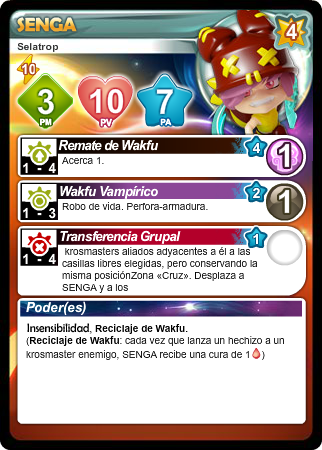 SENGA
4
Selatrop
10
3
PM
10
PV
7
PA
Remate de Wakfu
4
1
1 - 4
Acerca 1.
Wakfu Vampírico
2
1
1 - 3
Robo de vida. Perfora-armadura.
Transferencia Grupal
1
1 - 4
krosmasters aliados adyacentes a él a las
casillas libres elegidas, pero conservando la
misma posiciónZona «Cruz». Desplaza a
SENGA y a los
Poder(es)
Insensibilidad, Reciclaje de Wakfu.
(Reciclaje de Wakfu: cada vez que lanza un hechizo a un
krosmaster enemigo, SENGA recibe una cura de 1)